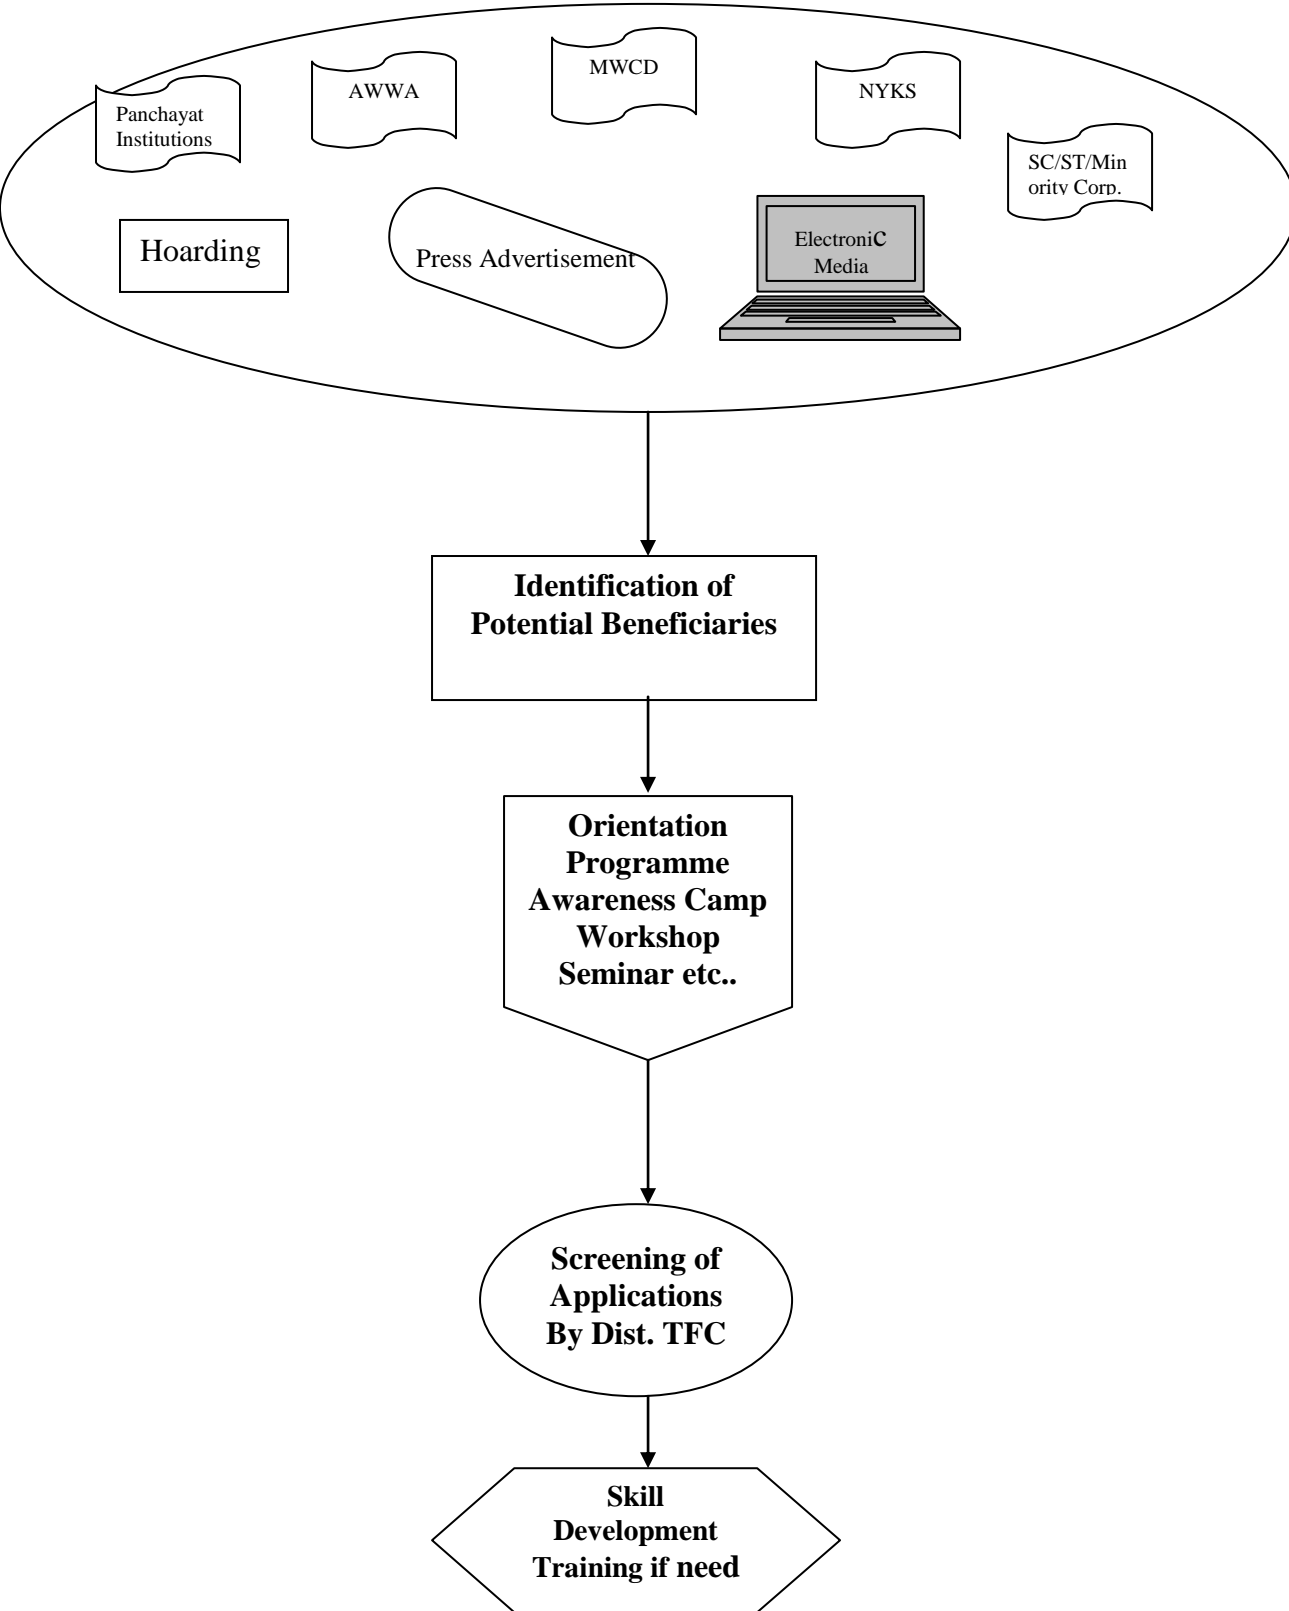 MWCD
AWWA
NYKS
Panchayat
Institutions
SC/ST/Min
ority Corp.
Hoarding
Press Advertisement
Electronic
Media
Identification of
Potential Beneficiaries
Orientation
Programme
Awareness Camp
Workshop
Seminar etc..
Screening of
Applications
By Dist. TFC
Skill
Development
Training if need